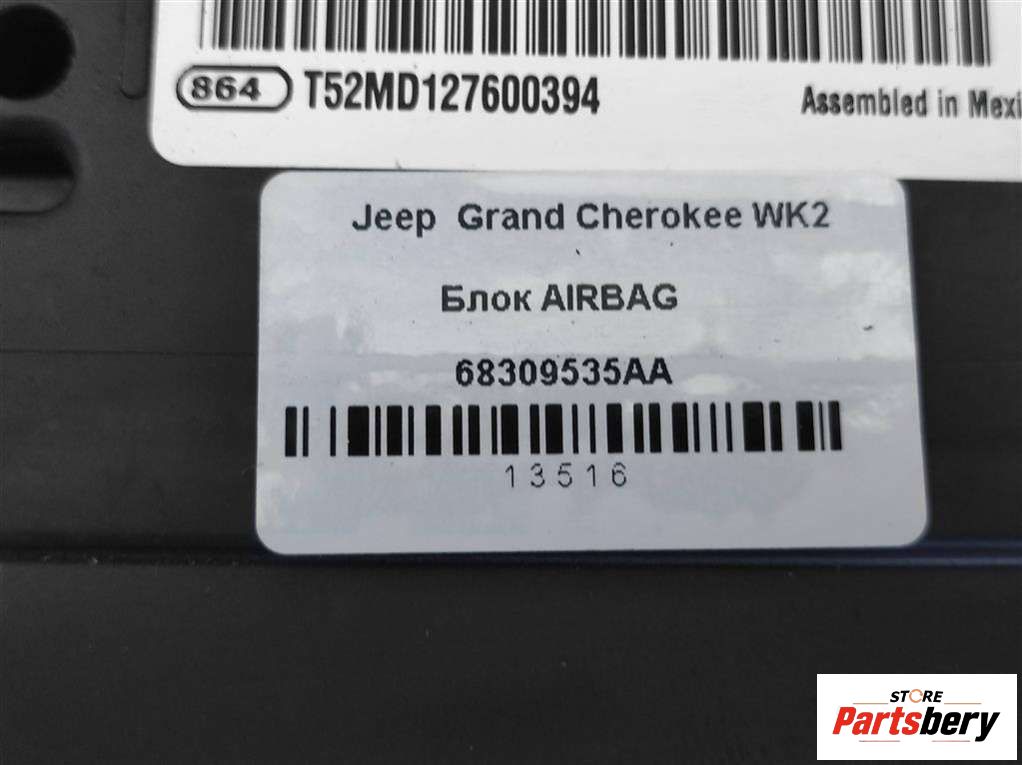 864 T52MD127600394
Assembled in Mexi
Jeep Grand Cherokee WK2
Блок AIRBAG
68309535AA
13516
STORE
Partsbery